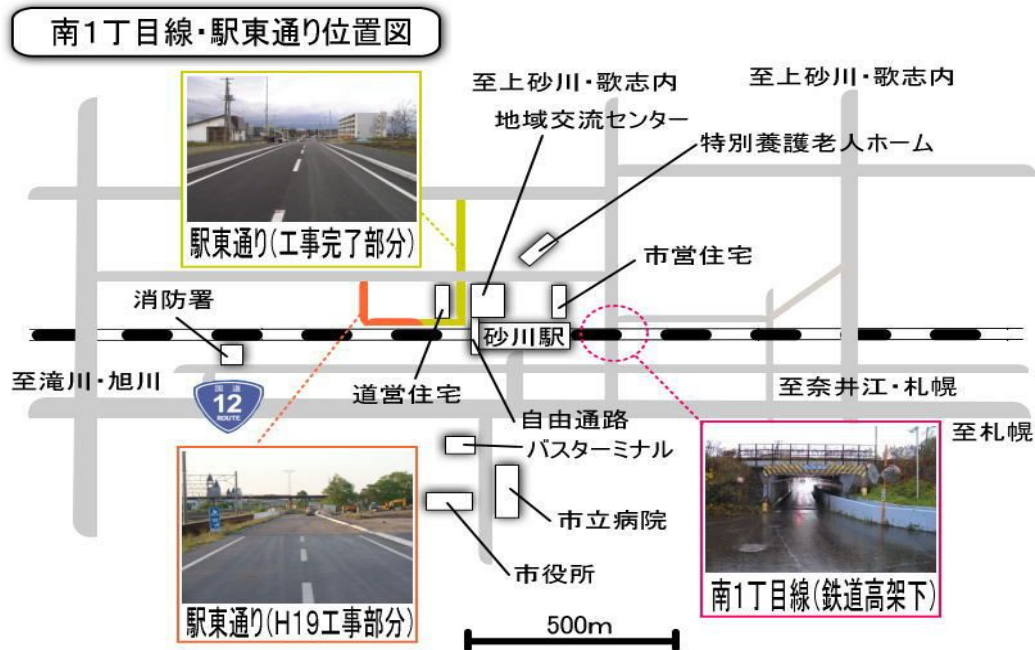 南1丁目線・駅東通り位置図
至上砂川・歌志内
至上砂川・歌志内
地域交流センター
特別養護老人ホーム
駅東通り(工事完了部分)
市営住宅
消防署
砂川駅
至滝川・旭川
道営住宅
至奈井江・札幌
国道
12
ROUTE
自由通路
至札幌
バスターミナル
市立病院
市役所
駅東通り(H19工事部分)
南1丁目線(鉄道高架下)
500m